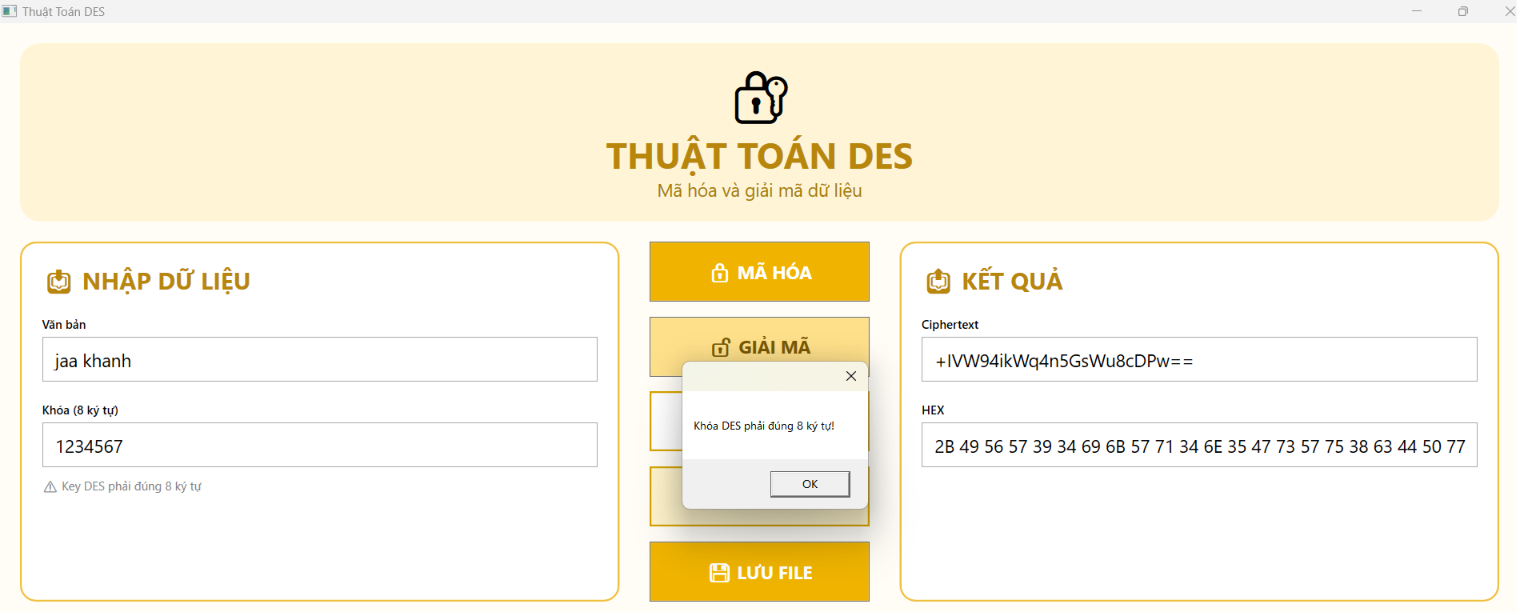 Thuật Toán DES
THUẬT TOÁN DES
Mã hóa và giải mã dữ liệu
NHẬP DỮ LIỆU
Văn bản
jaa khanh
Khóa (8 ký tự)
1234567
Key DES phải đúng 8 ký tự
MÃ HÓA
GIẢI MÃ
Khóa DES phải đúng 8 ký tự!
OK
LƯU FILE
KẾT QUẢ
Ciphertext
+IVW94ikWq4n5GsWu8cDPw==
HEX
2B 49 56 57 39 34 69 6B 57 71 34 6E 35 47 73 57 75 38 63 44 50 77